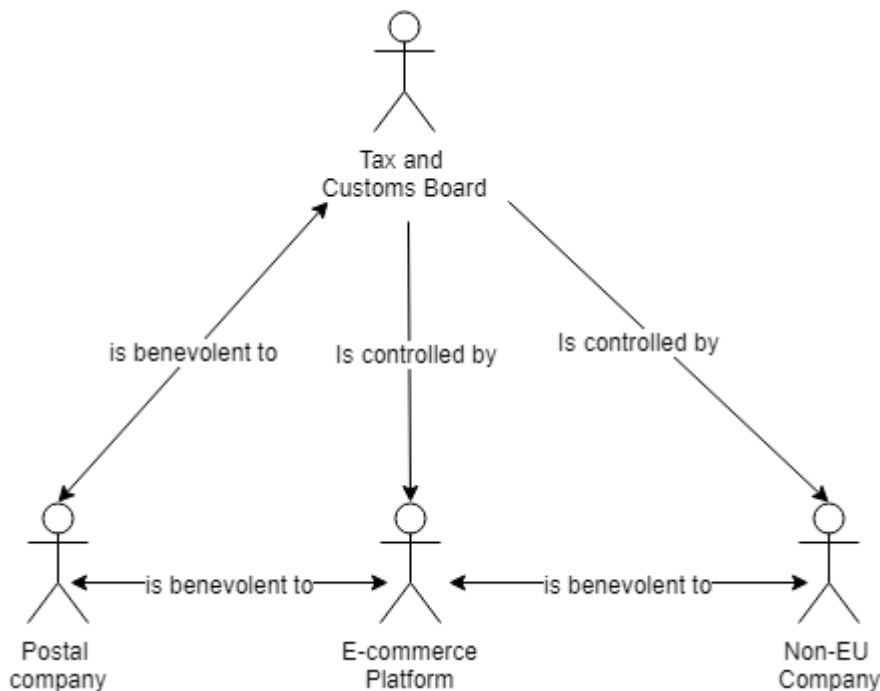 Tax and
Customs Board
is benevolent to
Is controlled by
Is controlled by
is benevolent to
is benevolent to
Postal
company
E-commerce
Platform
Non-EU
Company